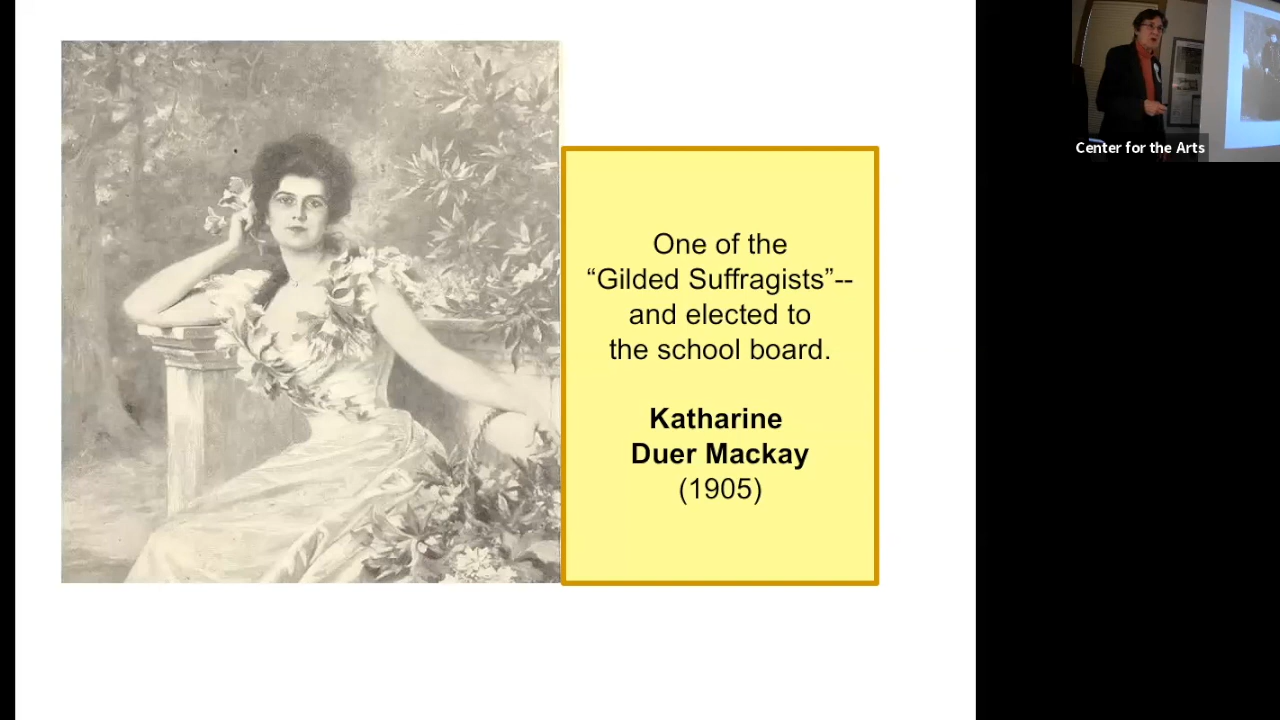 One of the
“Gilded Suffragists”--
and elected to
the school board.
Katharine
Duer Mackay
(1905)
Center for the Arts